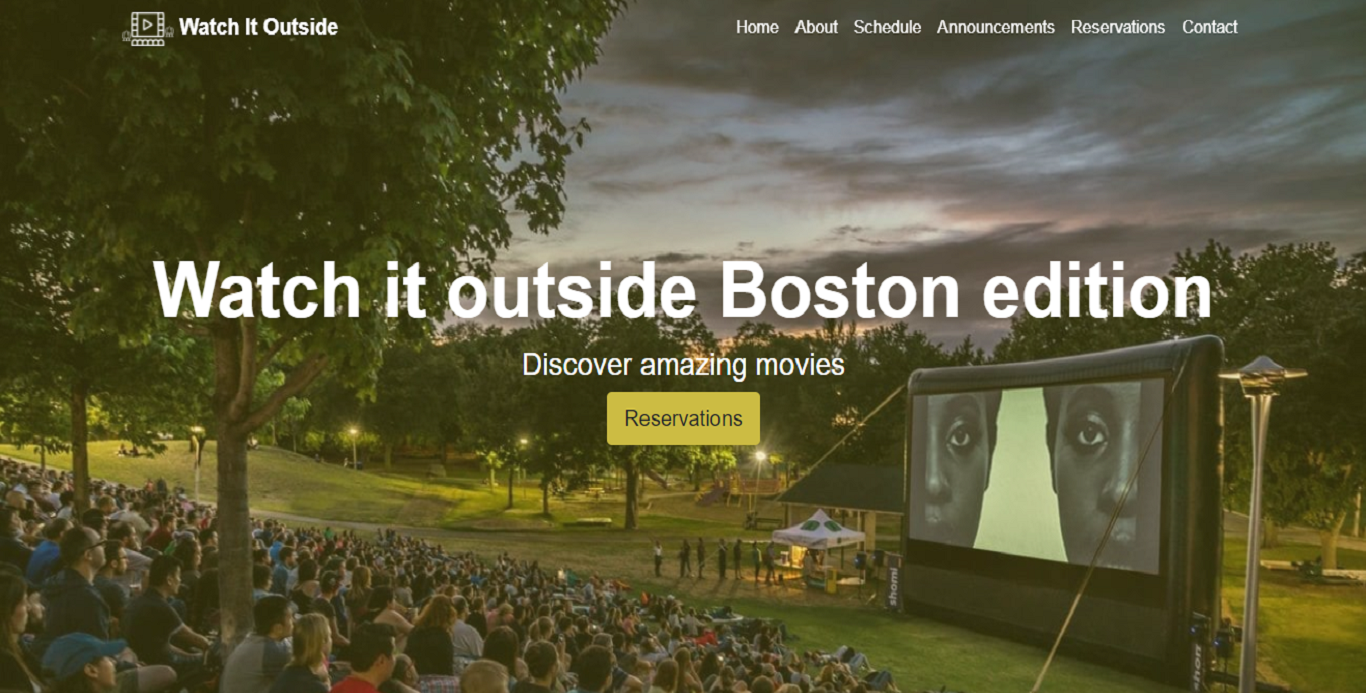 Watch It Outside
Home About Schedule Announcements Reservations Contact
Watch it outside Boston edition
Discover amazing movies
Reservations
shomi
shomi